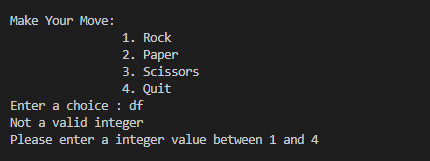 Make Your Move:
1. Rock
2. Paper
3. Scissors
4. Quit
Enter a choice : df
Not a valid integer
Please enter a integer value between 1 and 4